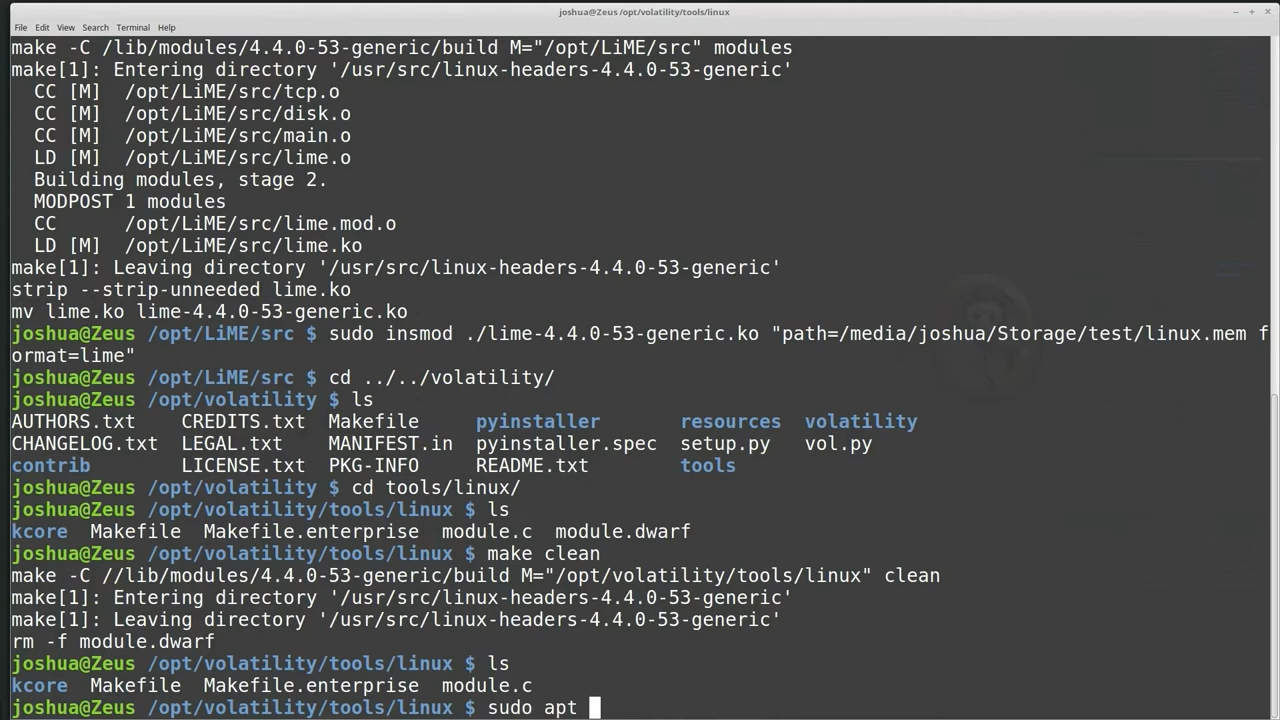 joshua@Zeus /opt/volatility/tools/linux
File Edit View Search Terminal Help
make -C /lib/modules/4.4.0-53-generic/build M="/opt/LiME/src" modules
make[1]: Entering directory '/usr/src/linux-headers-4.4.0-53-generic'
CC [M] /opt/LiME/src/tcp.o
CC [M] /opt/LiME/src/disk.o
CC [M] /opt/LiME/src/main.o
LD [M] /opt/LiME/src/lime.o
Building modules, stage 2.
MODPOST 1 modules
CC /opt/LiME/src/lime.mod.o
LD [M] /opt/LiME/src/lime.ko
make[1]: Leaving directory '/usr/src/linux-headers-4.4.0-53-generic'
strip --strip-unneeded lime.ko
mv lime.ko lime-4.4.0-53-generic.ko
joshua@Zeus /opt/LiME/src $ sudo insmod ./lime-4.4.0-53-generic.ko "path=/media/joshua/Storage/test/linux.mem f
ormat=lime"
joshua@Zeus /opt/LiME/src $ cd ../../volatility/
joshua@Zeus /opt/volatility $ ls
AUTHORS.txt CREDITS.txt Makefile pyinstaller resources volatility
CHANGELOG.txt LEGAL.txt MANIFEST.in pyinstaller.spec setup.py vol.py
contrib LICENSE.txt PKG-INFO README.txt tools
joshua@Zeus /opt/volatility $ cd tools/linux/
joshua@Zeus /opt/volatility/tools/linux $ ls
kcore Makefile Makefile.enterprise module.c module.dwarf
joshua@Zeus /opt/volatility/tools/linux $ make clean
make -C //lib/modules/4.4.0-53-generic/build M="/opt/volatility/tools/linux" clean
make[1]: Entering directory '/usr/src/linux-headers-4.4.0-53-generic'
make[1]: Leaving directory '/usr/src/linux-headers-4.4.0-53-generic'
rm -f module.dwarf
joshua@Zeus /opt/volatility/tools/linux $ ls
kcore Makefile Makefile.enterprise module.c
joshua@Zeus /opt/volatility/tools/linux $ sudo apt